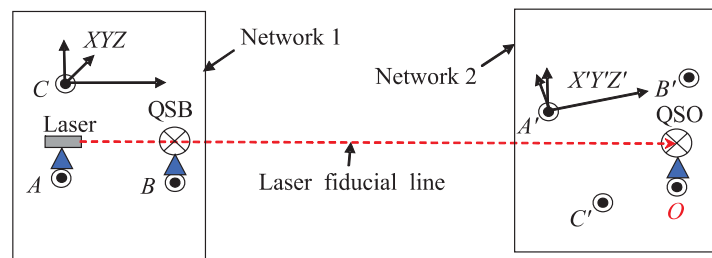 XYZ
Network 1
C
QSB
Laser
A
B
Laser fiducial line
Network 2
X'Y'Z'
B'
A'
QSO
C'
O